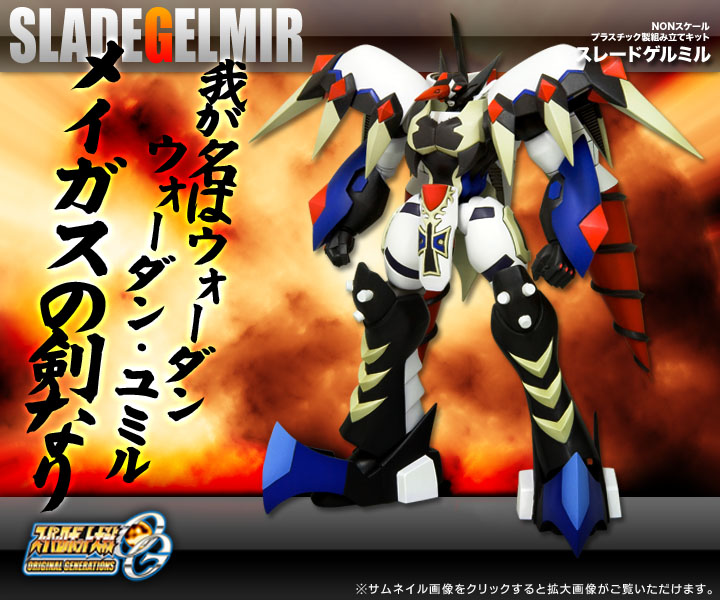 SLADEGELMIR
NONスケール
プラスチック製組み立てキット
スレードゲルミル
我が名はウォーダン
ウォーダン・ユミル
メイガスの剣なり
スーパーロボット大戦
OG
ORIGINAL GENERATIONS
※サムネイル画像をクリックすると拡大画像がご覧いただけます。